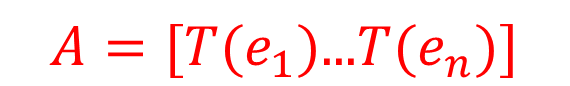 A = [T(e₁)...T(eₙ)]